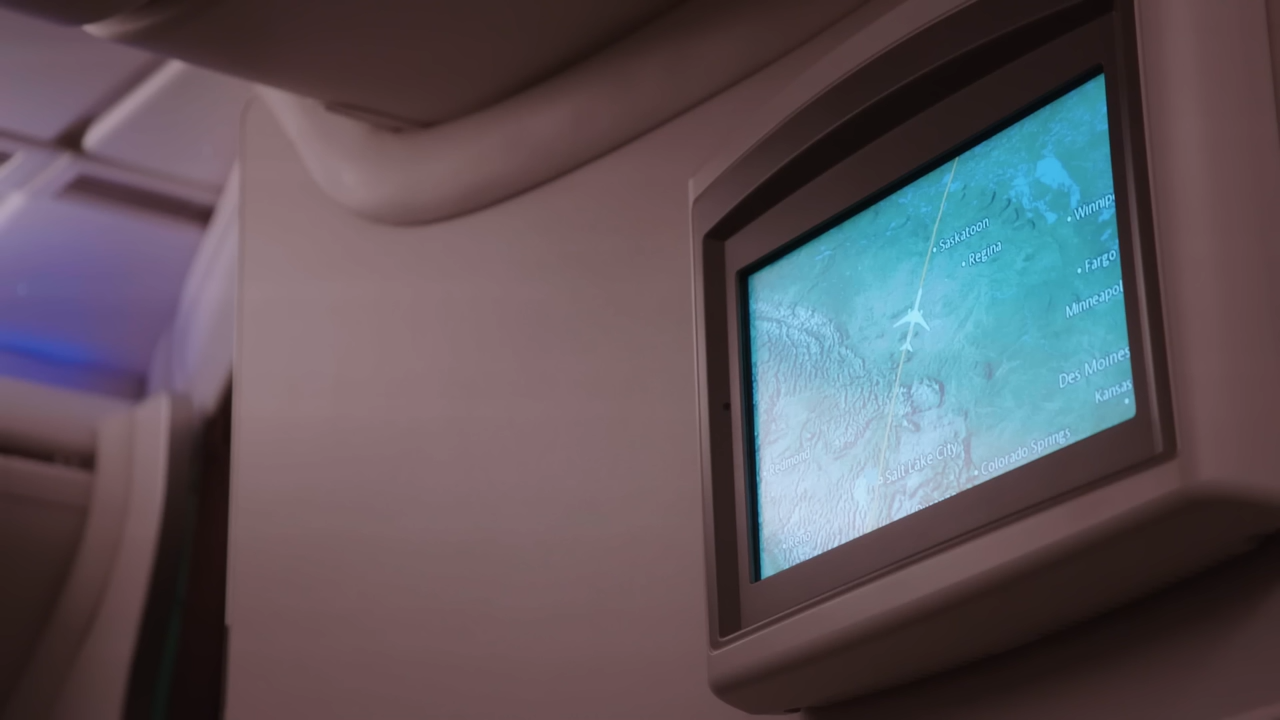 Winnip
Saskatoon
Regina
Fargo
Minneapol
Des Moines
Kansas
Colorado Springs
Salt Lake City
Redmond
Reno